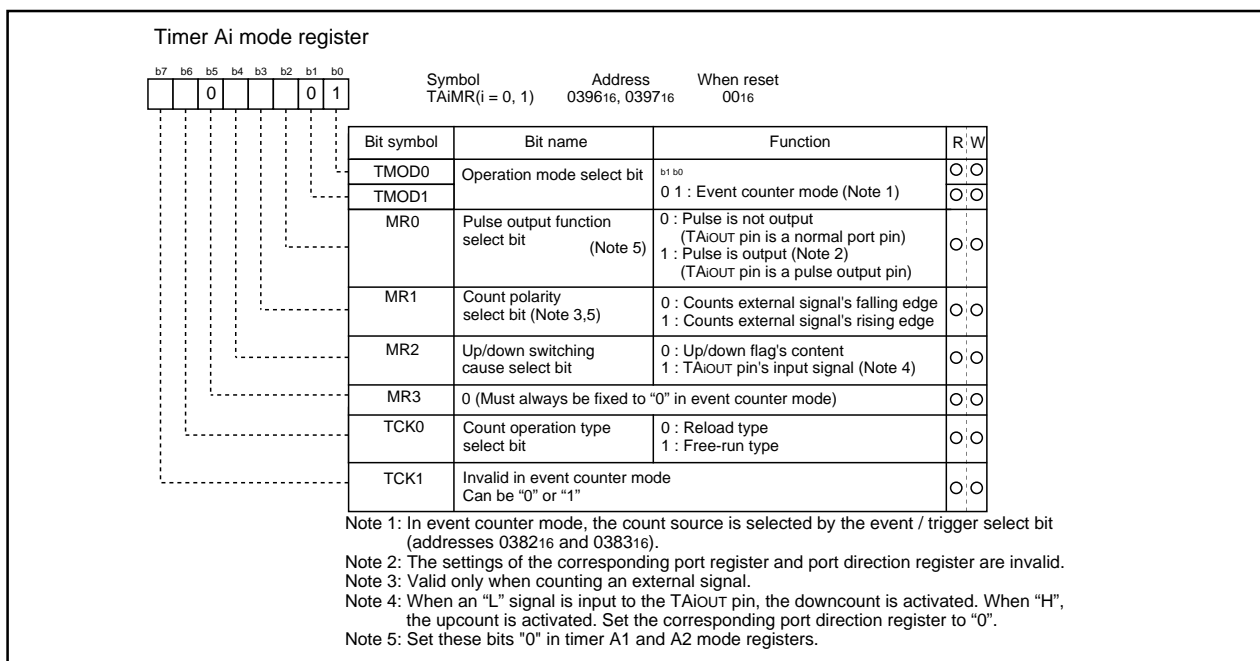 Timer Ai mode register
b7 b6 b5 b4 b3 b2 b1 b0
0 0 1
Symbol Address When reset
TAiMR(i = 0, 1) 039616, 039716 0016
Bit symbol Bit name Function R W
TMOD0 Operation mode select bit b1 b0
TMOD1 0 1 : Event counter mode (Note 1)
MR0 Pulse output function 0 : Pulse is not output
select bit (Note 5) (TAiOUT pin is a normal port pin)
1 : Pulse is output (Note 2)
(TAiOUT pin is a pulse output pin)
MR1 Count polarity 0 : Counts external signal's falling edge
select bit (Note 3,5) 1 : Counts external signal's rising edge
MR2 Up/down switching 0 : Up/down flag's content
cause select bit 1 : TAiOUT pin's input signal (Note 4)
MR3 0 (Must always be fixed to “0” in event counter mode)
TCK0 Count operation type 0 : Reload type
select bit 1 : Free-run type
TCK1 Invalid in event counter mode
Can be “0” or “1”
Note 1: In event counter mode, the count source is selected by the event / trigger select bit
(addresses 038216 and 038316).
Note 2: The settings of the corresponding port register and port direction register are invalid.
Note 3: Valid only when counting an external signal.
Note 4: When an “L” signal is input to the TAiOUT pin, the downcount is activated. When “H”,
the upcount is activated. Set the corresponding port direction register to “0”.
Note 5: Set these bits "0" in timer A1 and A2 mode registers.